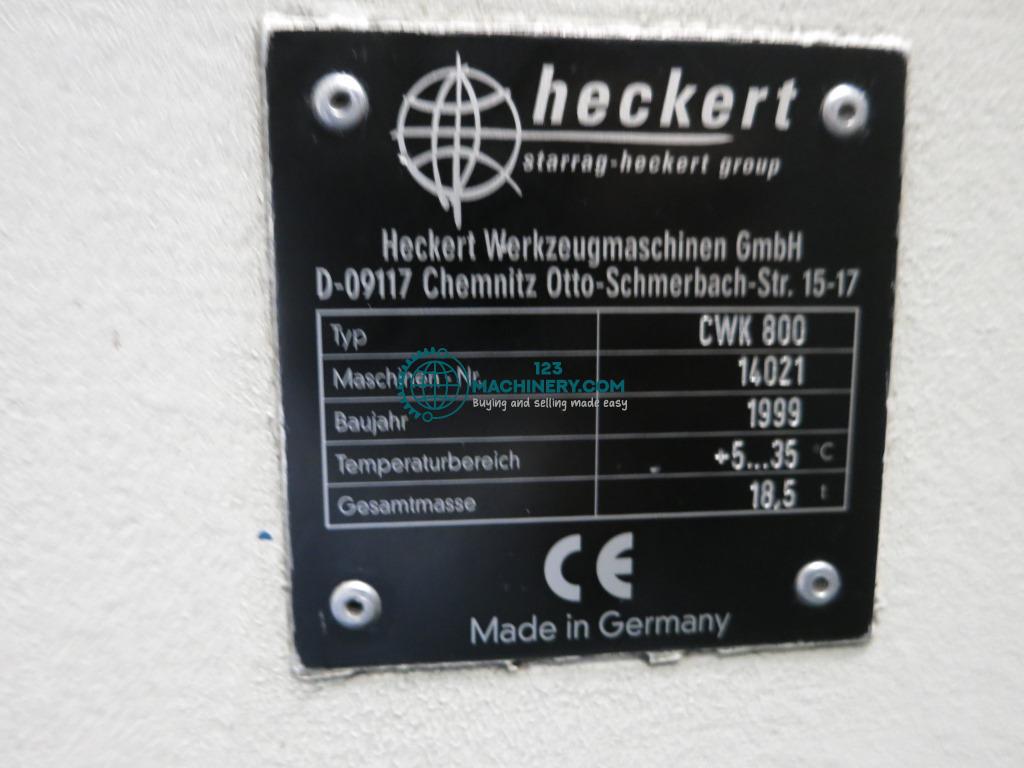 heckert
starrag-heckert group
Heckert Werkzeugmaschinen GmbH
D-09117 Chemnitz Otto-Schmerbach-Str. 15-17
Typ CWK 800
Maschinen - Nr. 14021
123
MACHINERY.COM
Buying and selling made easy
Baujahr 1999
Temperaturbereich +5...35 °C
Gesamtmasse 18,5 t
CE
Made in Germany